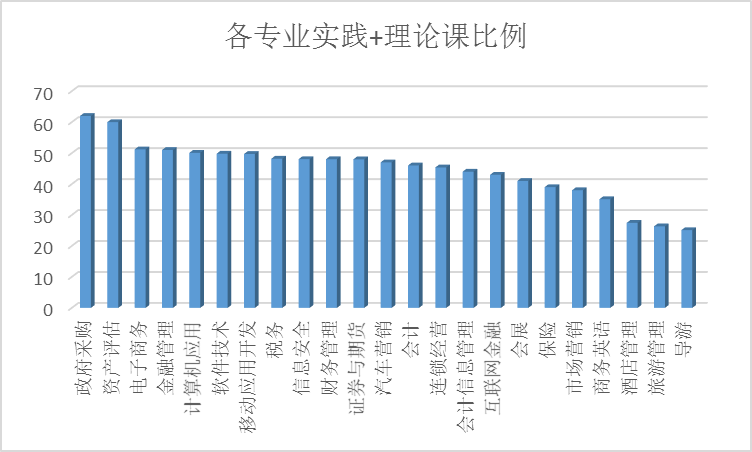 各专业实践+理论课比例
70
60
50
40
30
20
10
0
政府采购
资产评估
电子商务
金融管理
计算机应用
软件技术
移动应用开发
税务
信息安全
财务管理
证券与期货
汽车营销
会计
连锁经营
会计信息管理
互联网金融
会展
保险
市场营销
商务英语
酒店管理
旅游管理
导游